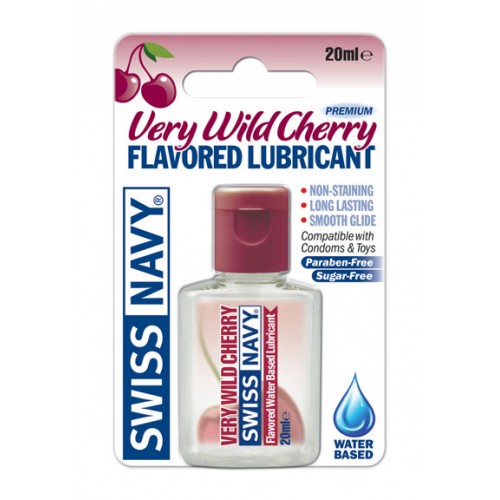 20ml℮
PREMIUM
Very Wild Cherry
FLAVORED LUBRICANT
• NON-STAINING
• LONG LASTING
• SMOOTH GLIDE
Compatible with
Condoms & Toys
Paraben-Free
Sugar-Free
SWISS NAVY®
VERY WILD CHERRY
SWISS NAVY®
Flavored Water Based Lubricant
20ml℮
WATER
BASED